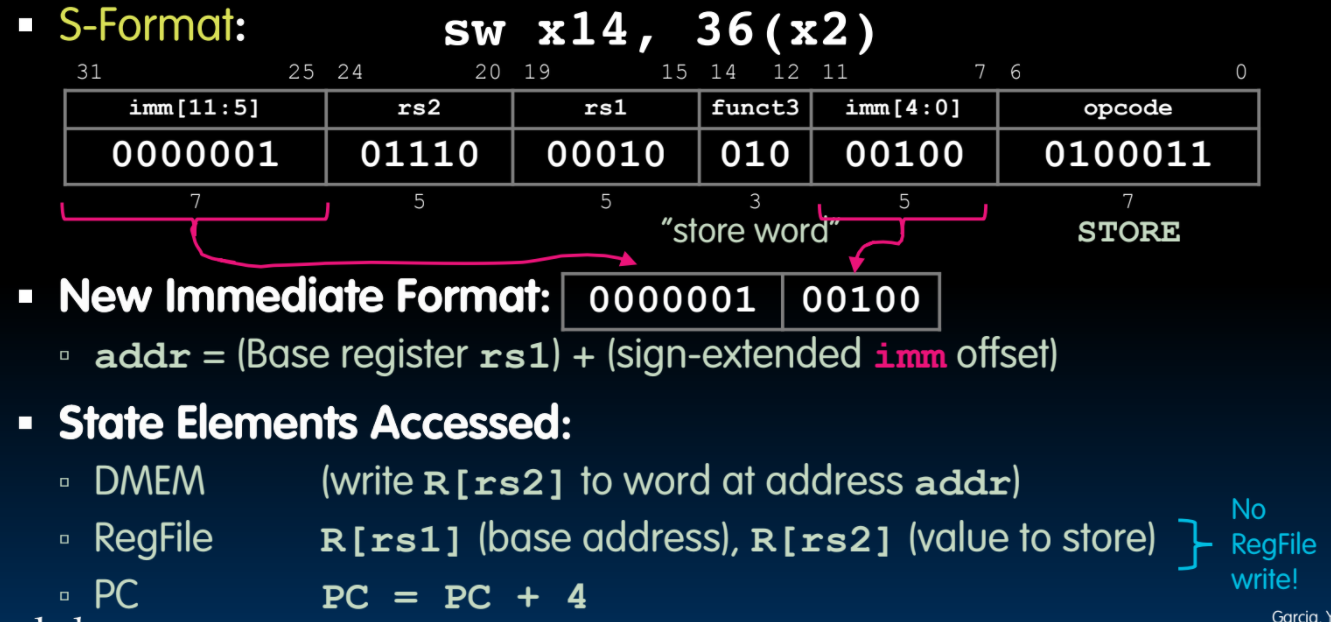 ▪ S-Format: sw x14, 36(x2)
31 25 24 20 19 15 14 12 11 7 6 0
imm[11:5] rs2 rs1 funct3 imm[4:0] opcode
0000001 01110 00010 010 00100 0100011
7 5 5 3 5 7
"store word" STORE
▪ New Immediate Format: 0000001 00100
▫ addr = (Base register rs1) + (sign-extended imm offset)
▪ State Elements Accessed:
▫ DMEM (write R[rs2] to word at address addr)
▫ RegFile R[rs1] (base address), R[rs2] (value to store)
No
RegFile
write!
▫ PC PC = PC + 4
Garcia,